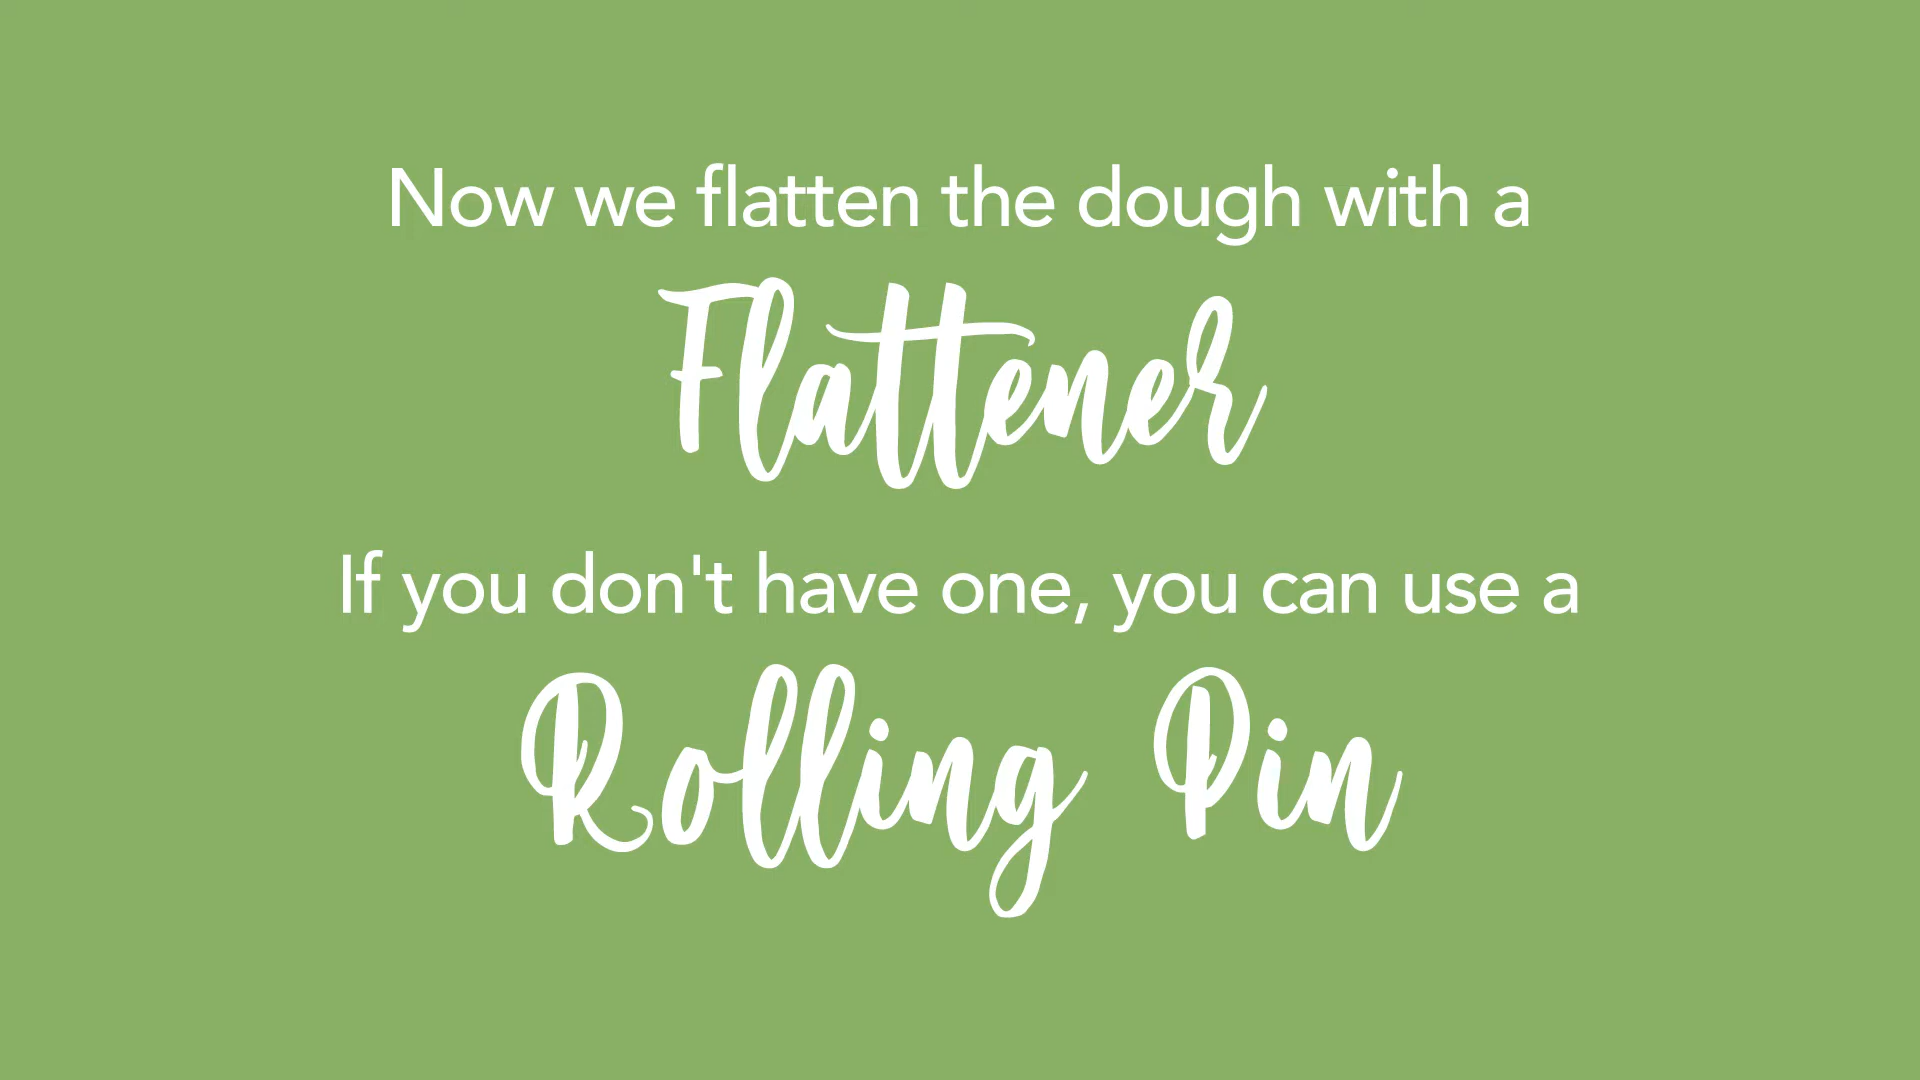 Now we flatten the dough with a
Flattener
If you don't have one, you can use a
Rolling Pin